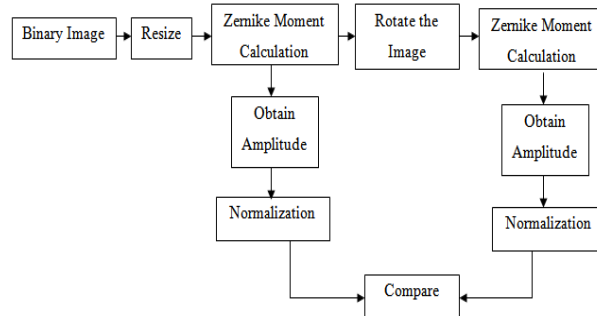 Binary Image
Resize
Zernike Moment
Calculation
Rotate the
Image
Zernike Moment
Calculation
Obtain
Amplitude
Obtain
Amplitude
Normalization
Normalization
Compare